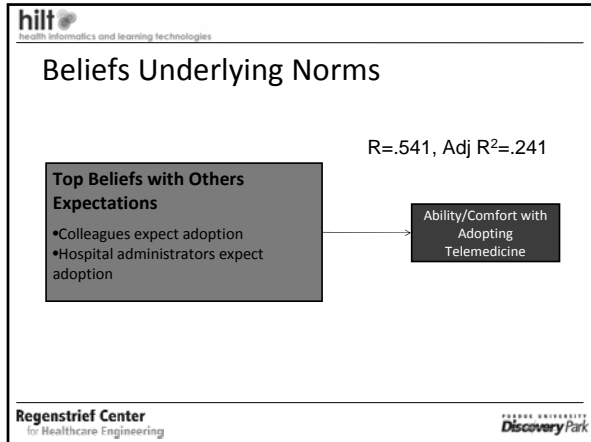 hilt
health informatics and learning technologies
Beliefs Underlying Norms
R=.541, Adj R²=.241
Top Beliefs with Others
Expectations
•Colleagues expect adoption
•Hospital administrators expect
adoption
Ability/Comfort with
Adopting
Telemedicine
Regenstrief Center
for Healthcare Engineering
PURDUE UNIVERSITY
Discovery Park